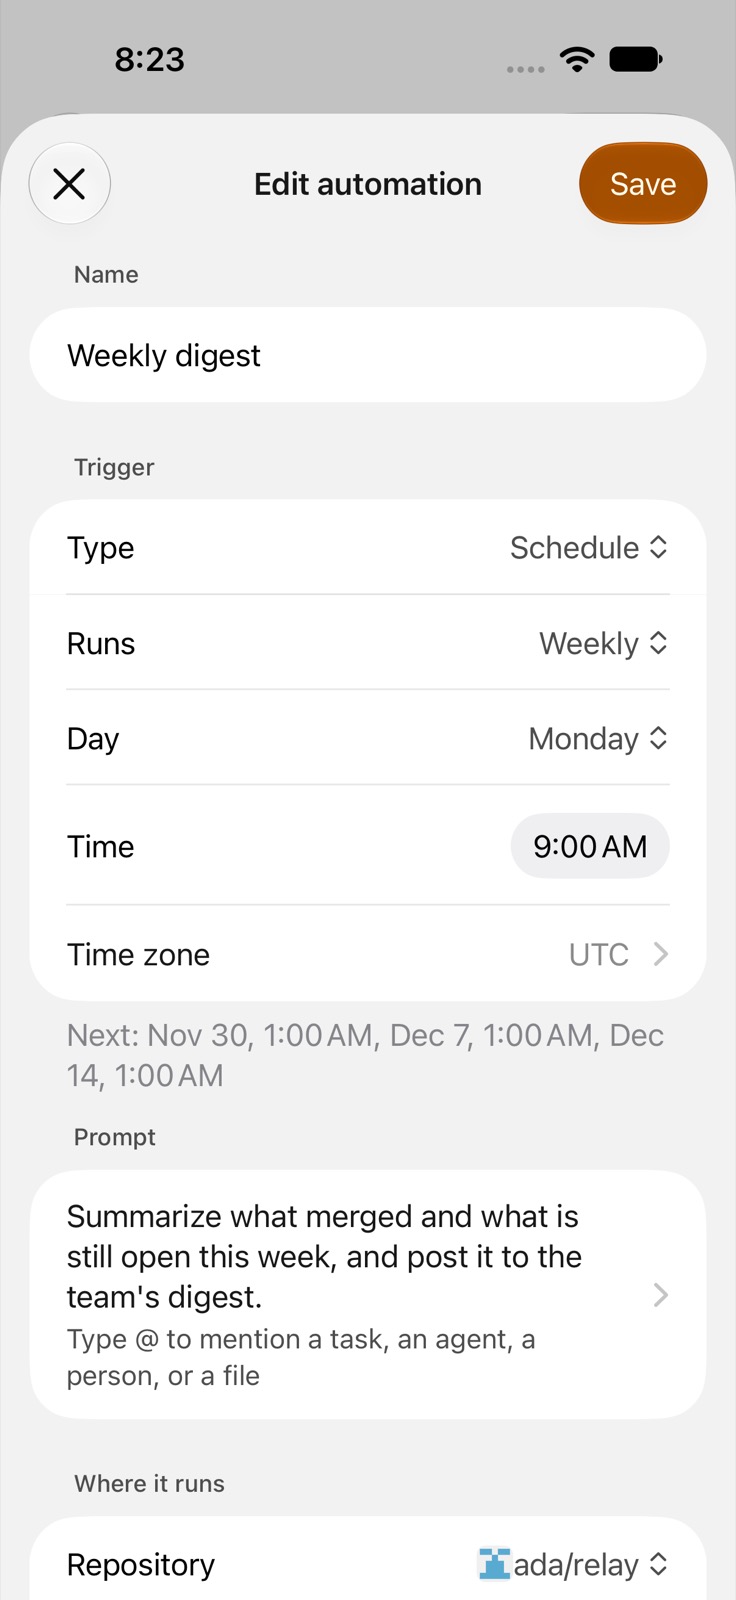 8:23
Edit automation
Save
Name
Weekly digest
Trigger
Type Schedule
Runs Weekly
Day Monday
Time 9:00 AM
Time zone UTC
Next: Nov 30, 1:00 AM, Dec 7, 1:00 AM, Dec
14, 1:00 AM
Prompt
Summarize what merged and what is
still open this week, and post it to the
team's digest.
Type @ to mention a task, an agent, a
person, or a file
Where it runs
Repository ada/relay